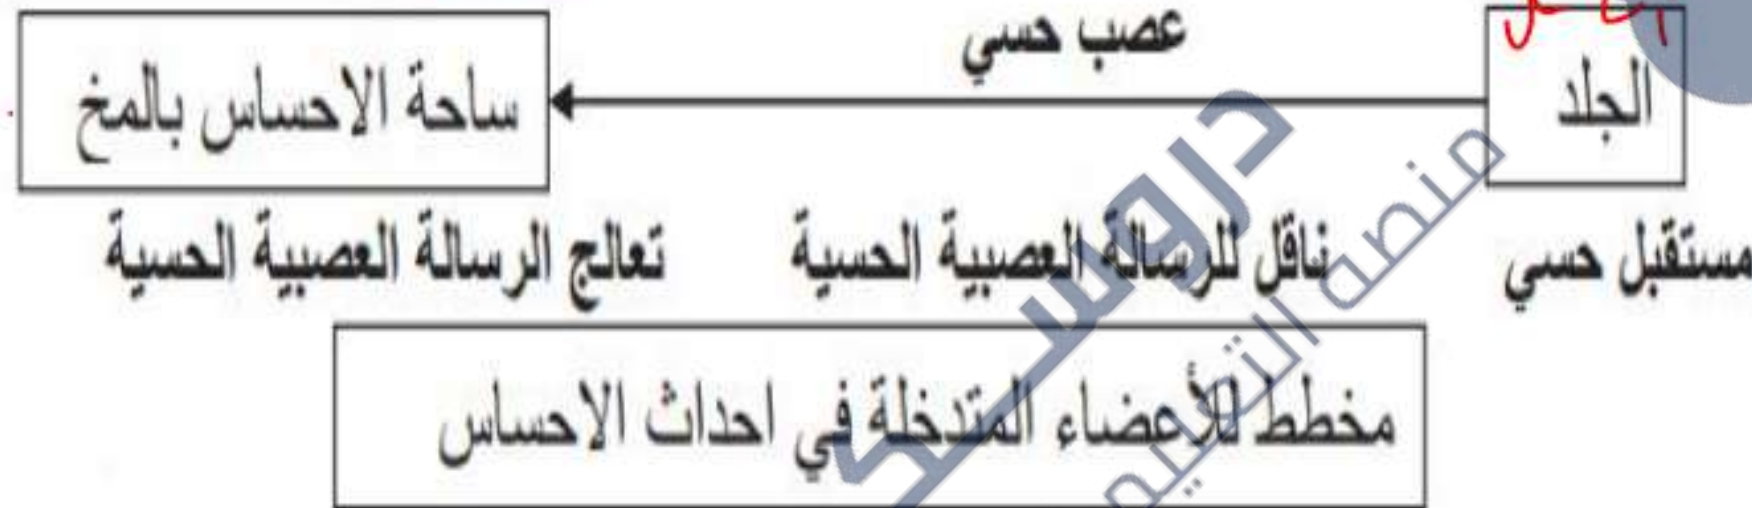 عصب حسي
الجلد
ساحة الاحساس بالمخ
مستقبل حسي
ناقل للرسالة العصبية الحسية
تعالج الرسالة العصبية الحسية
مخطط للأعضاء المتدخلة في احداث الاحساس
منصة